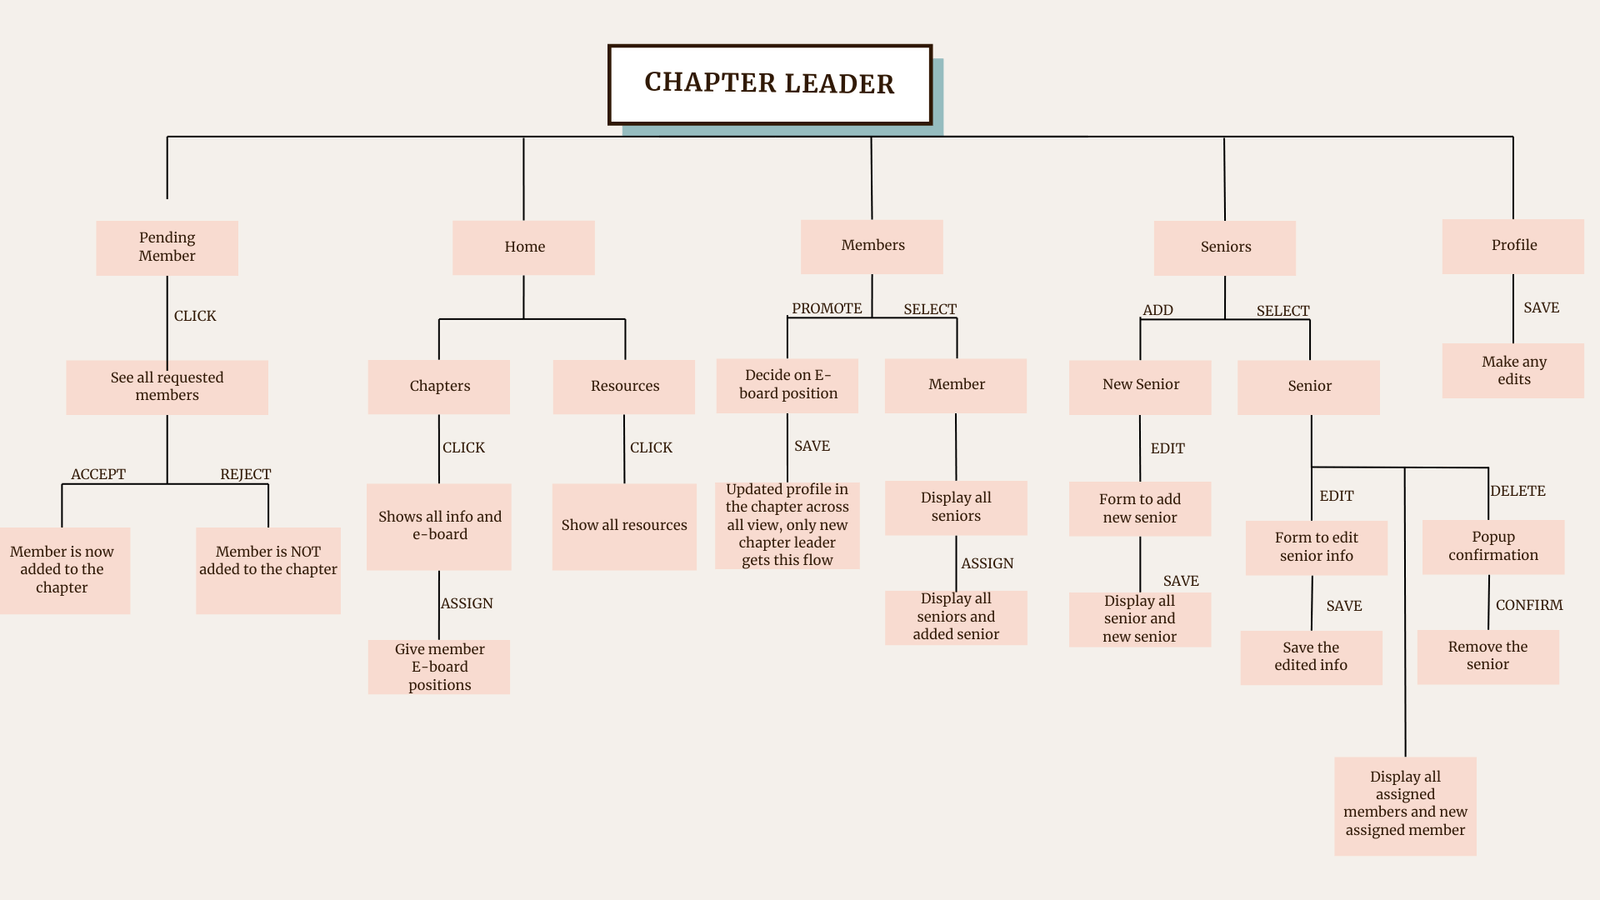 CHAPTER LEADER
Pending
Member
Home
Members
Seniors
Profile
CLICK
PROMOTE
SELECT
ADD
SELECT
SAVE
See all requested
members
Chapters
Resources
Decide on E-
board position
Member
New Senior
Senior
Make any
edits
ACCEPT
REJECT
CLICK
CLICK
SAVE
EDIT
EDIT
DELETE
Member is now
added to the
chapter
Member is NOT
added to the chapter
Shows all info and
e-board
Show all resources
Updated profile in
the chapter across
all view, only new
chapter leader
gets this flow
Display all
seniors
Form to add
new senior
Form to edit
senior info
Popup
confirmation
ASSIGN
ASSIGN
SAVE
SAVE
CONFIRM
Give member
E-board
positions
Display all
seniors and
added senior
Display all
senior and
new senior
Save the
edited info
Remove the
senior
Display all
assigned
members and new
assigned member